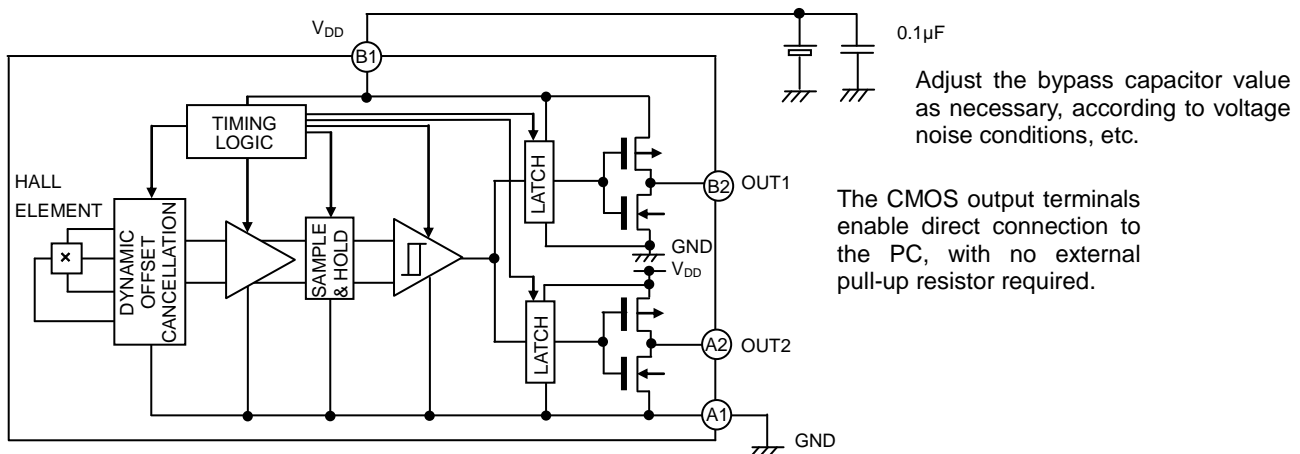 VDD
B1
0.1µF
Adjust the bypass capacitor value
as necessary, according to voltage
noise conditions, etc.
TIMING
LOGIC
HALL
ELEMENT
×
DYNAMIC
OFFSET
CANCELLATION
SAMPLE
& HOLD
LATCH
B2
OUT1
GND
The CMOS output terminals
enable direct connection to
the PC, with no external
pull-up resistor required.
VDD
LATCH
A2
OUT2
A1
GND